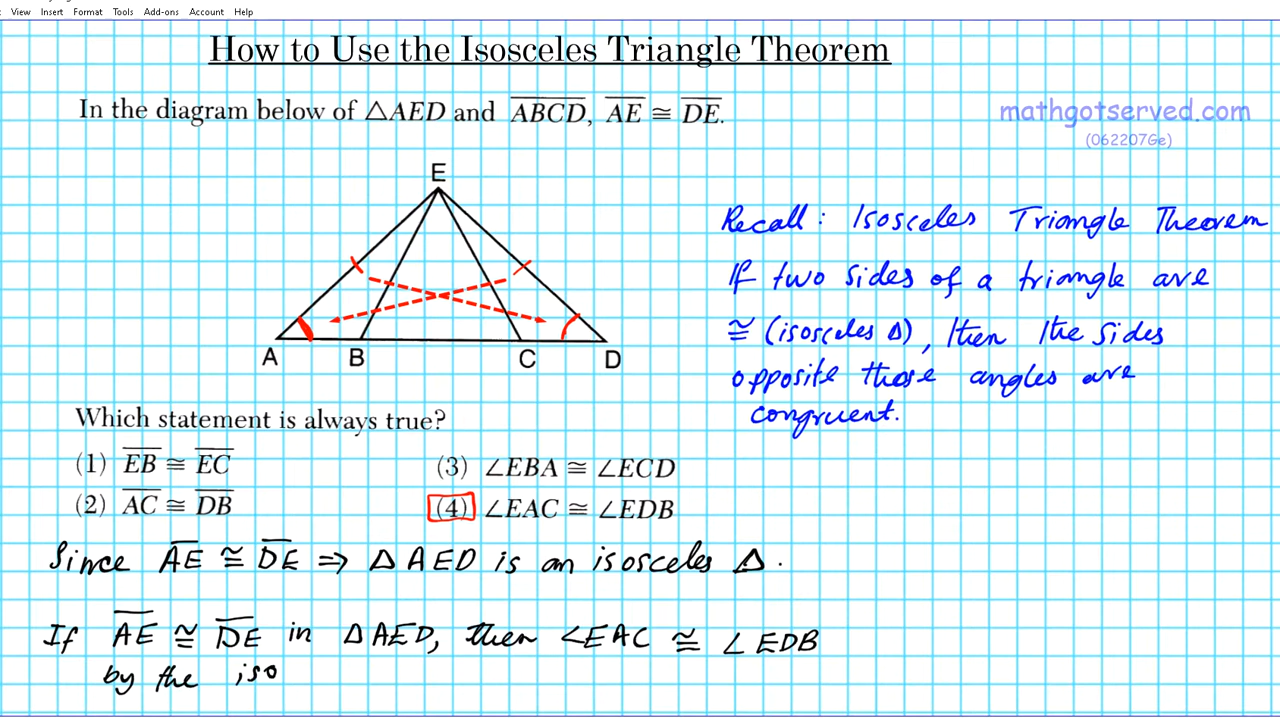 View Insert Format Tools Add-ons Account Help
How to Use the Isosceles Triangle Theorem
In the diagram below of △AED and ABCD, AE ≅ DE.
mathgotserved.com
(062207Ge)
E
A B C D
Recall: Isosceles Triangle Theorem
If two sides of a triangle are
≅ (isosceles Δ), then the sides
opposite those angles are
congruent.
Which statement is always true?
(1) EB ≅ EC
(2) AC ≅ DB
(3) ∠EBA ≅ ∠ECD
(4) ∠EAC ≅ ∠EDB
Since AE ≅ DE ⇒ Δ AED is an isosceles Δ.
If AE ≅ DE in ΔAED, then ∠EAC ≅ ∠EDB
by the iso